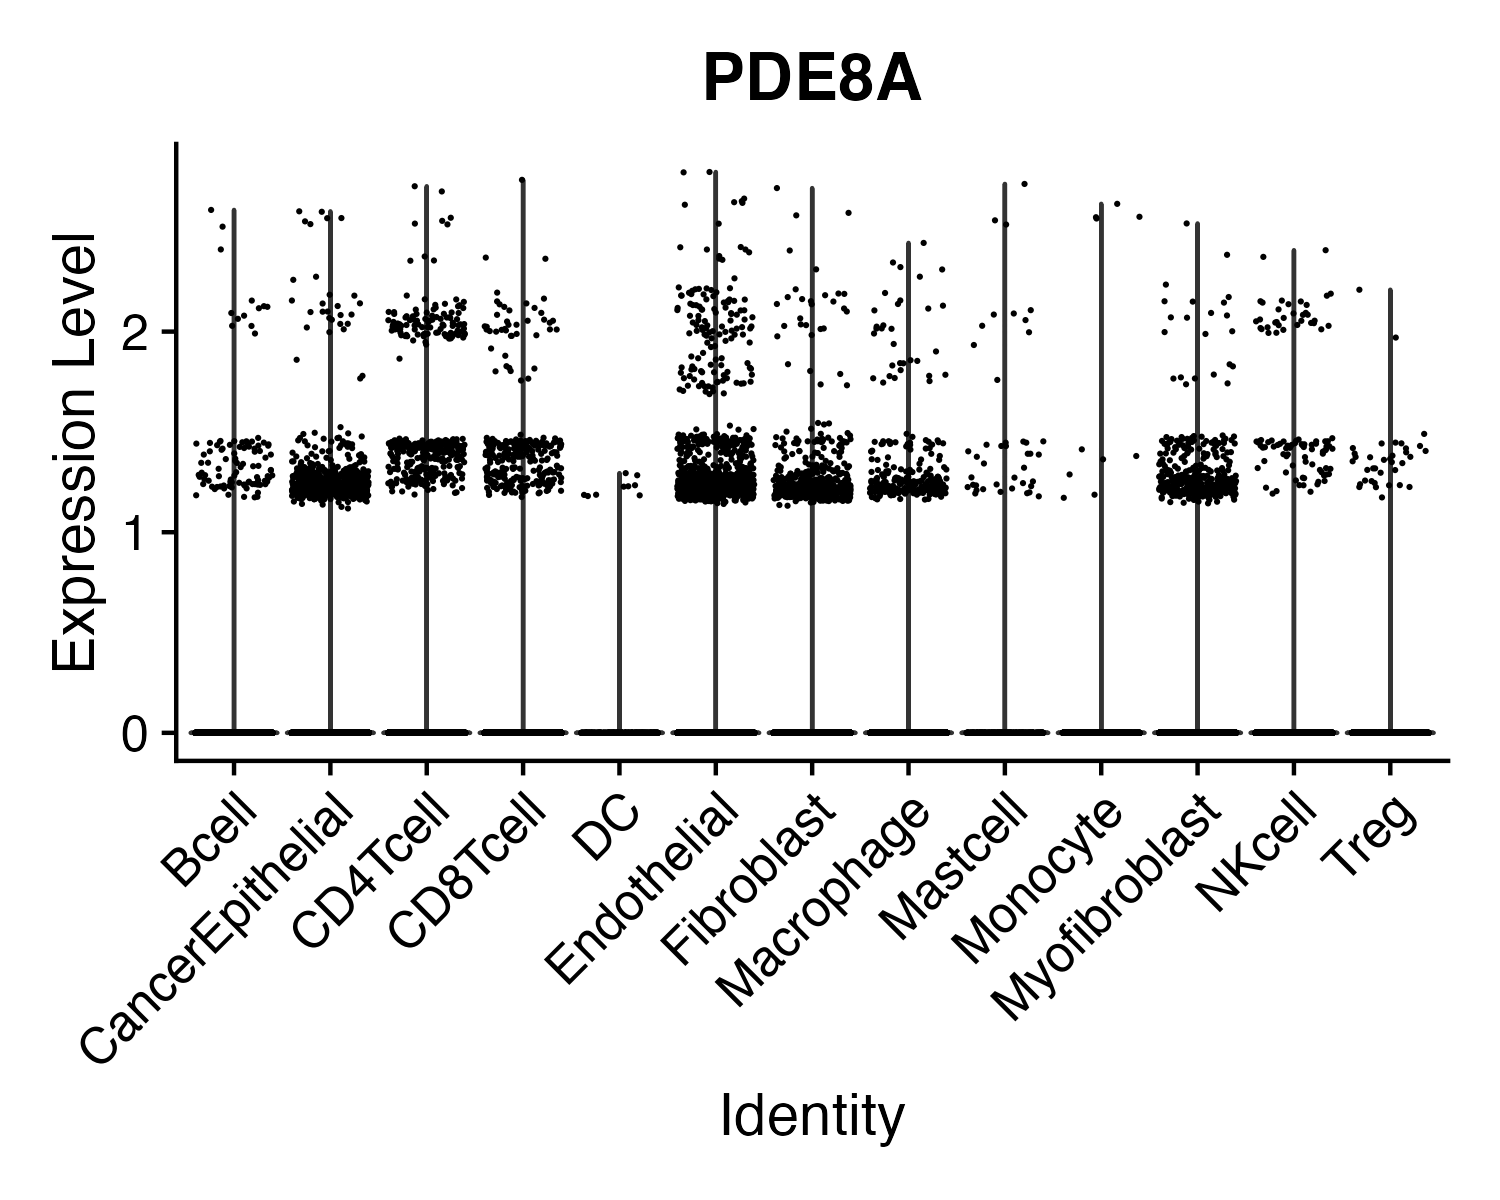 PDE8A
Expression Level
2
1
0
Bcell
CancerEpithelial
CD4Tcell
CD8Tcell
DC
Endothelial
Fibroblast
Macrophage
Mastcell
Monocyte
Myofibroblast
NKcell
Treg
Identity